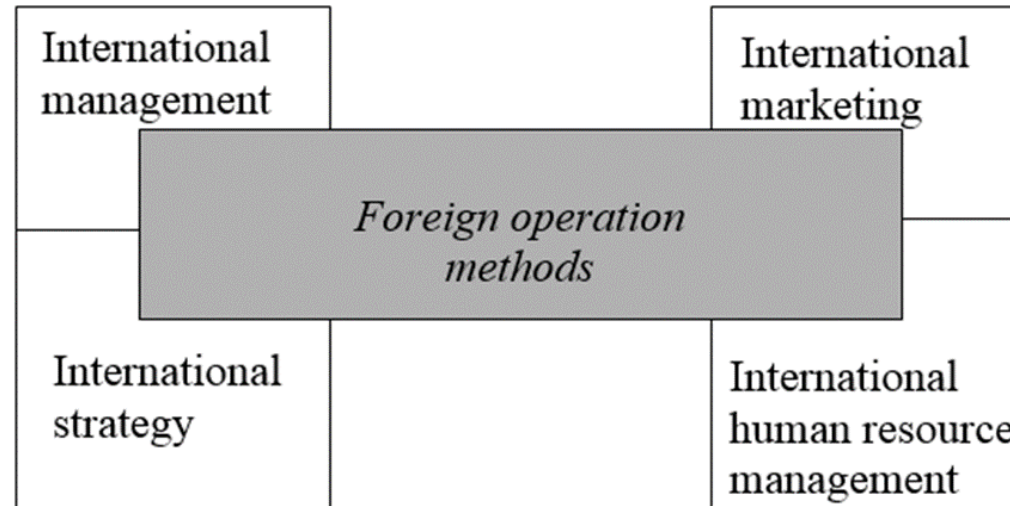 International
management
International
marketing
Foreign operation
methods
International
strategy
International
human resource
management